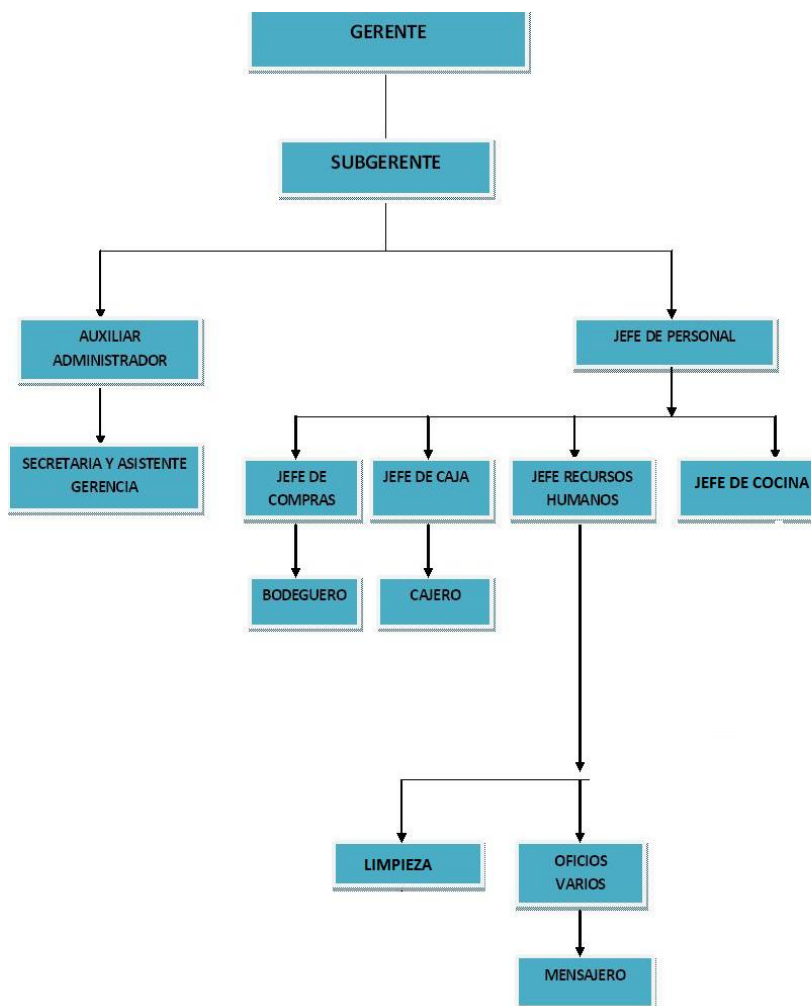 GERENTE
SUBGERENTE
AUXILIAR
ADMINISTRADOR
JEFE DE PERSONAL
SECRETARIA Y ASISTENTE
GERENCIA
JEFE DE
COMPRAS
JEFE DE CAJA
JEFE RECURSOS
HUMANOS
JEFE DE COCINA
BODEGUERO
CAJERO
LIMPIEZA
OFICIOS
VARIOS
MENSAJERO